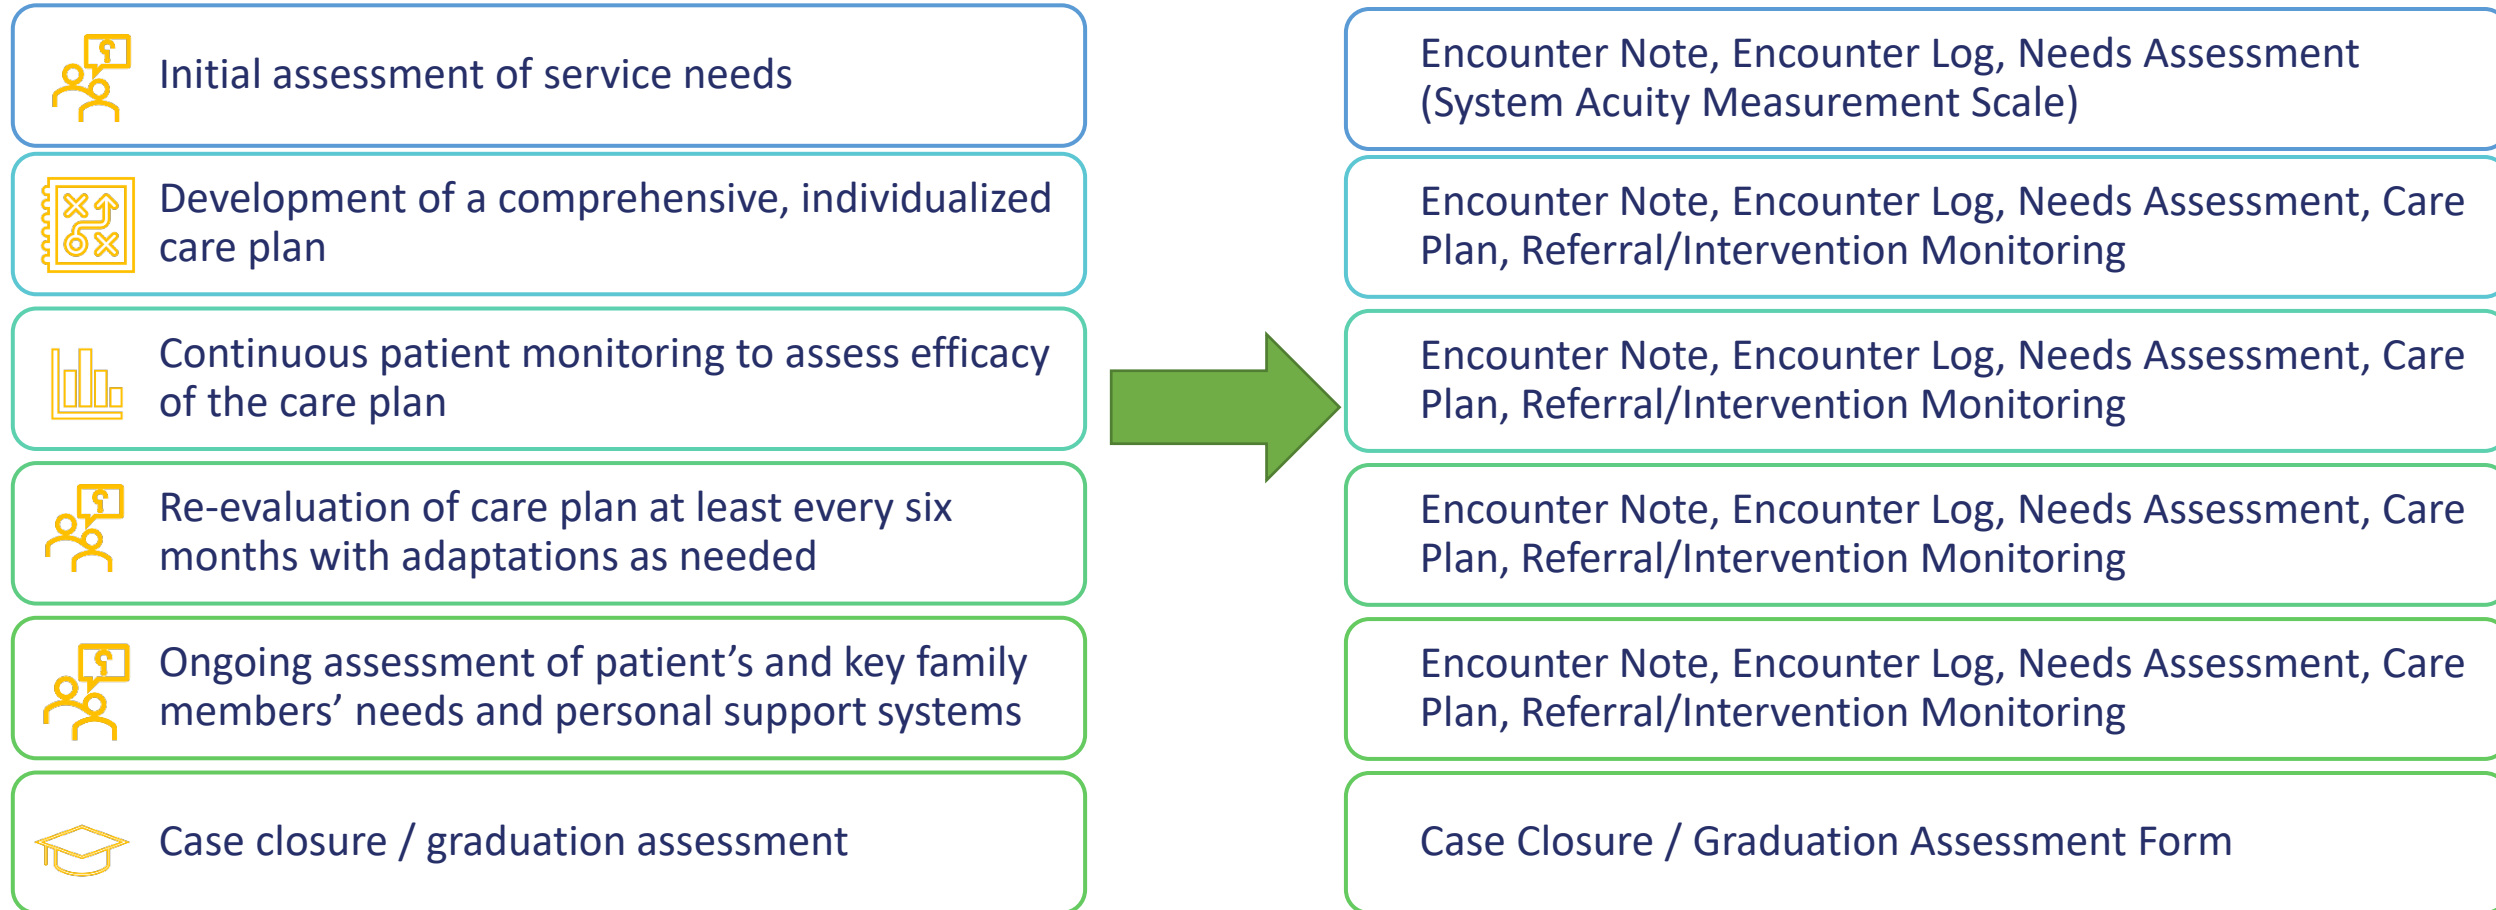 Initial assessment of service needs
Encounter Note, Encounter Log, Needs Assessment
(System Acuity Measurement Scale)
Development of a comprehensive, individualized
care plan
Encounter Note, Encounter Log, Needs Assessment, Care
Plan, Referral/Intervention Monitoring
Continuous patient monitoring to assess efficacy
of the care plan
Encounter Note, Encounter Log, Needs Assessment, Care
Plan, Referral/Intervention Monitoring
Re-evaluation of care plan at least every six
months with adaptations as needed
Encounter Note, Encounter Log, Needs Assessment, Care
Plan, Referral/Intervention Monitoring
Ongoing assessment of patient’s and key family
members’ needs and personal support systems
Encounter Note, Encounter Log, Needs Assessment, Care
Plan, Referral/Intervention Monitoring
Case closure / graduation assessment
Case Closure / Graduation Assessment Form